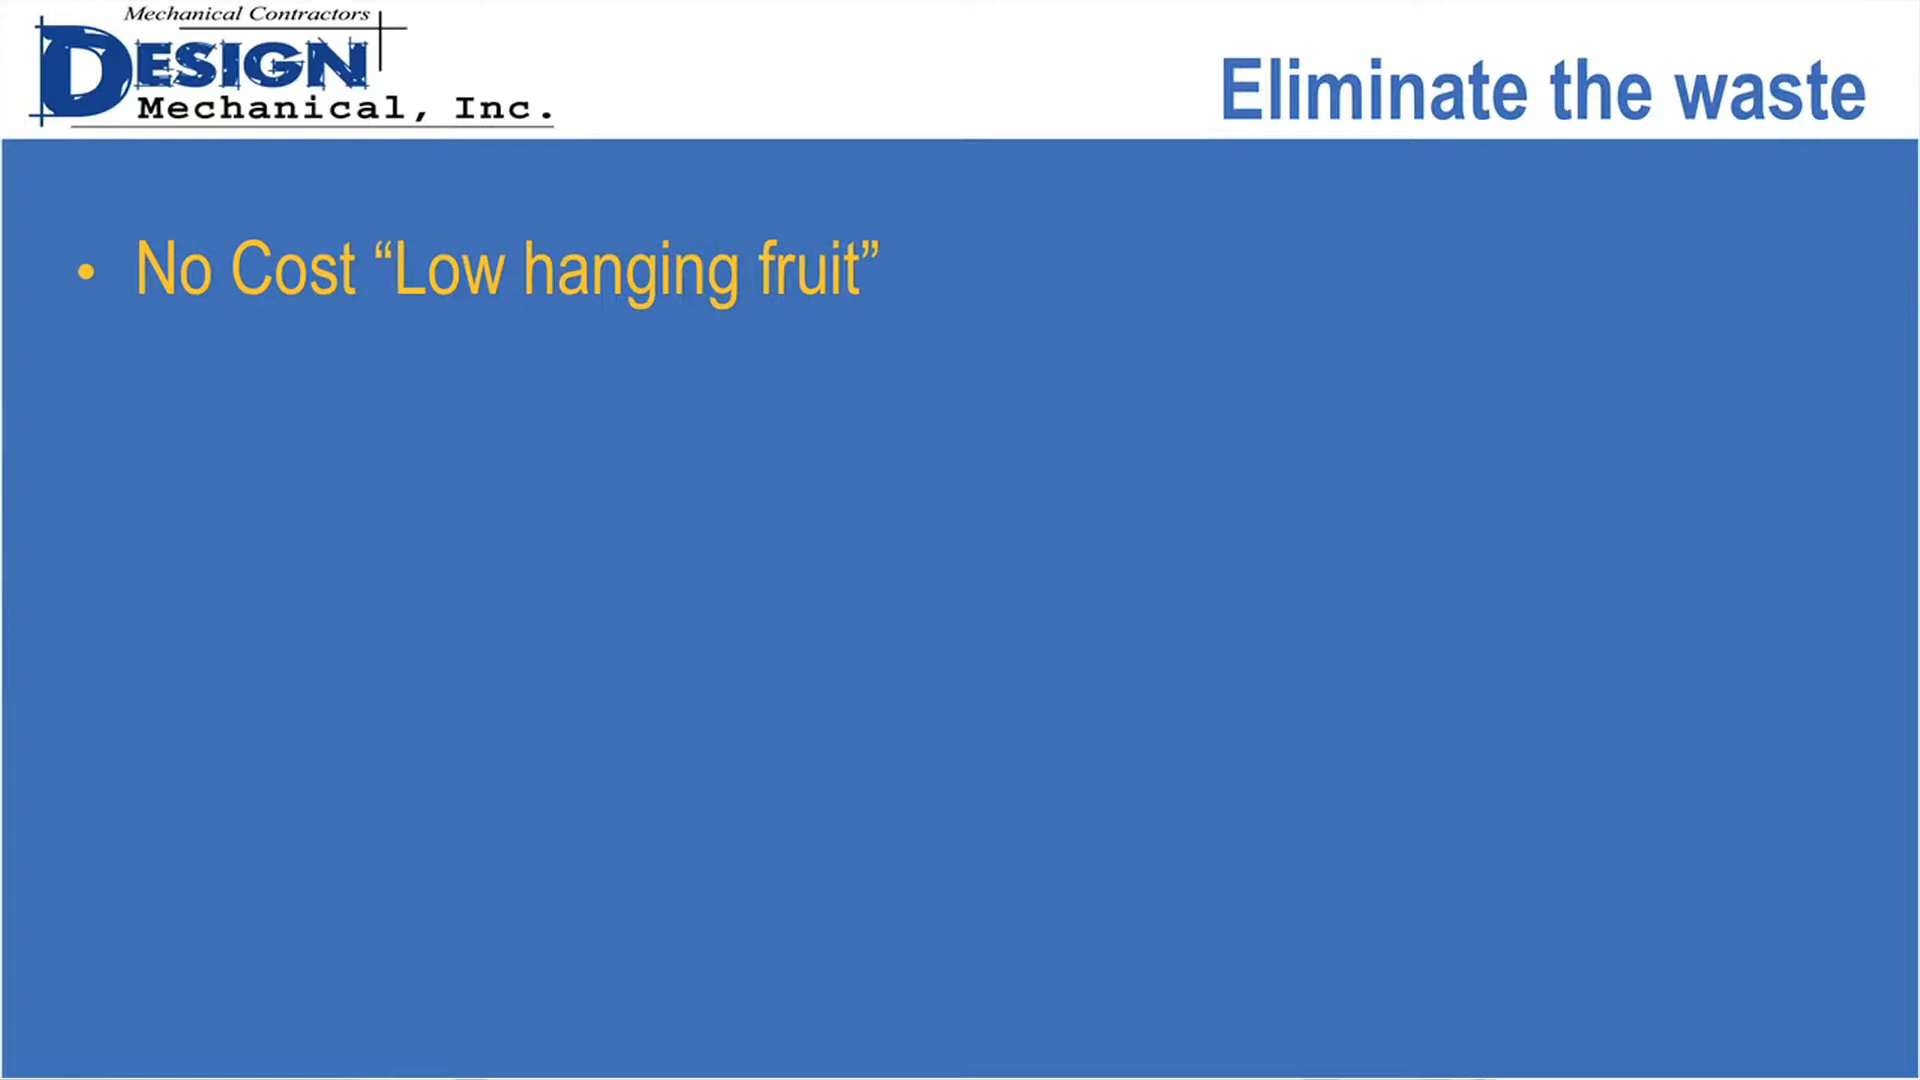 Mechanical Contractors
DESIGN
Mechanical, Inc.
Eliminate the waste
• No Cost “Low hanging fruit”